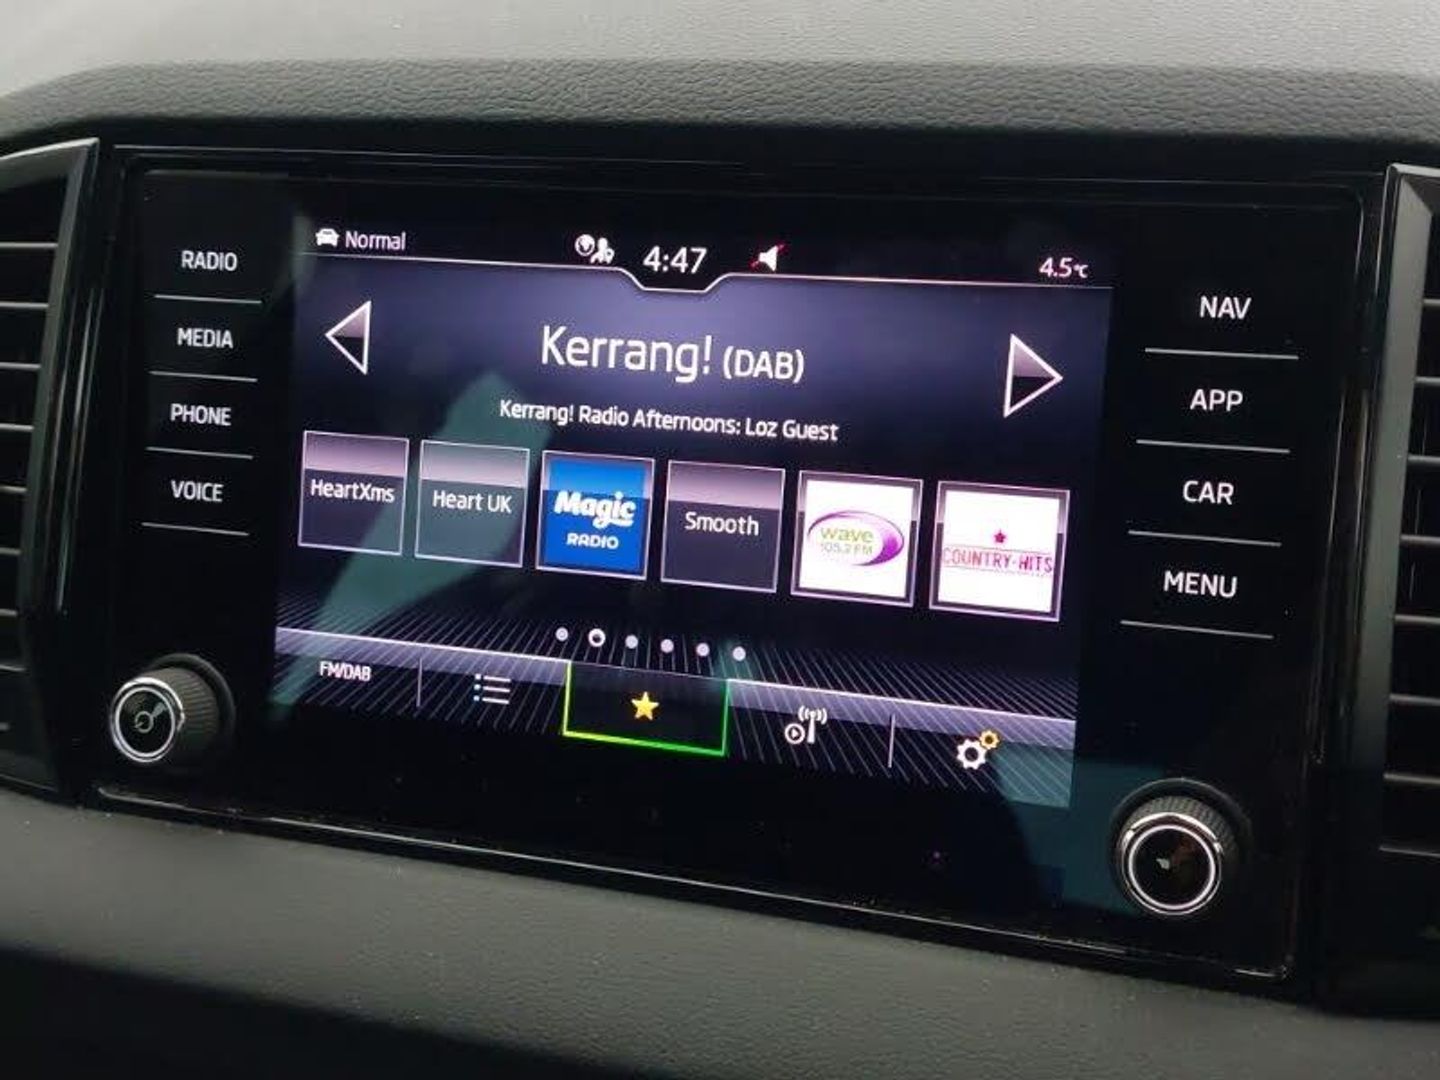 RADIO
MEDIA
PHONE
VOICE
Normal
4:47
4.5°C
Kerrang! (DAB)
Kerrang! Radio Afternoons: Loz Guest
HeartXms
Heart UK
Magic
RADIO
Smooth
wave
105.2 FM
COUNTRY-HITS
FM/DAB
NAV
APP
CAR
MENU